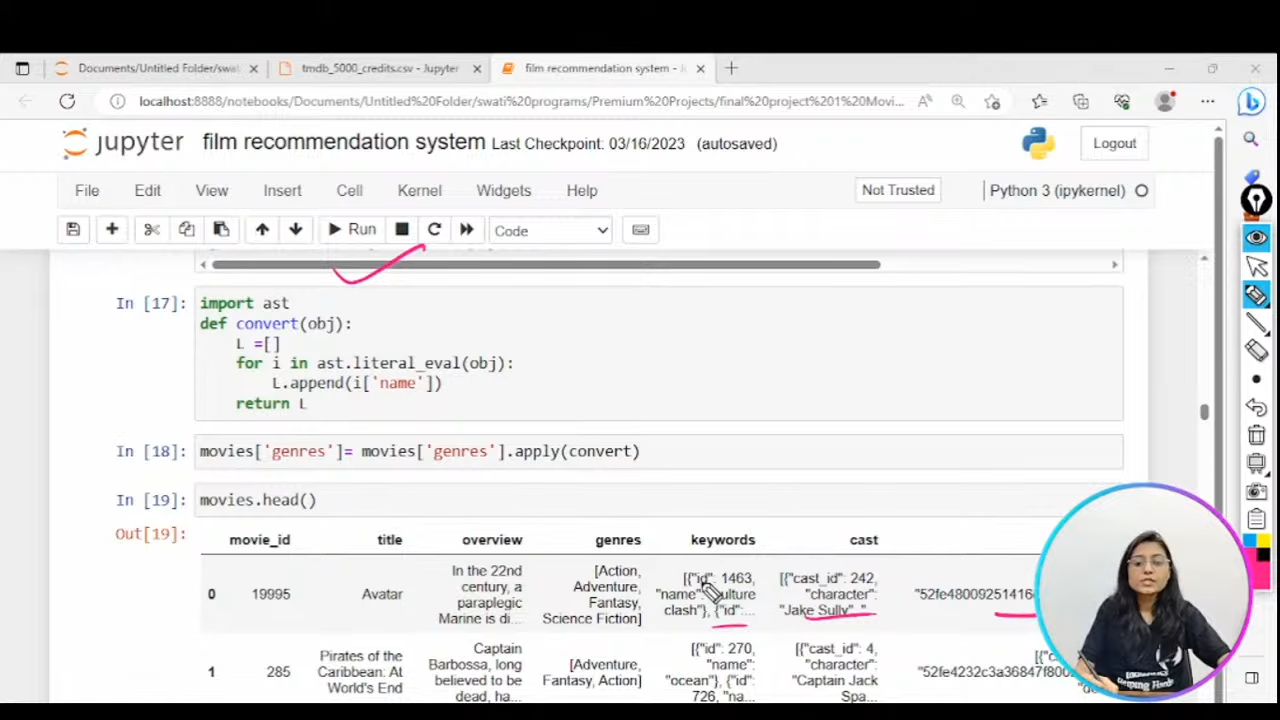 Documents/Untitled Folder/swat
tmdb_5000_credits.csv - Jupyter
film recommendation system - J
localhost:8888/notebooks/Documents/Untitled%20Folder/swati%20programs/Premium%20Projects/final%20project%201%20Movi...
jupyter film recommendation system Last Checkpoint: 03/16/2023 (autosaved)
Logout
File Edit View Insert Cell Kernel Widgets Help
Not Trusted
Python 3 (ipykernel)
Run
Code
In [17]:
import ast
def convert(obj):
L =[]
for i in ast.literal_eval(obj):
L.append(i['name'])
return L
In [18]: movies['genres']= movies['genres'].apply(convert)
In [19]: movies.head()
Out[19]:
movie_id title overview genres keywords cast
0 19995 Avatar
In the 22nd
century, a
paraplegic
Marine is di...
[Action,
Adventure,
Fantasy,
Science Fiction]
[{"id": 1463,
"name": "culture
clash"}, {"id":...
[{"cast_id": 242,
"character":
"Jake Sully", "...
"52fe48009251416
1 285
Pirates of the
Caribbean: At
World's End
Captain
Barbossa, long
believed to be
dead, ha...
[Adventure,
Fantasy, Action]
[{"id": 270,
"name":
"ocean"}, {"id":
726, "na...
[{"cast_id": 4,
"character":
"Captain Jack
Spa...
"52fe4232c3a36847f800